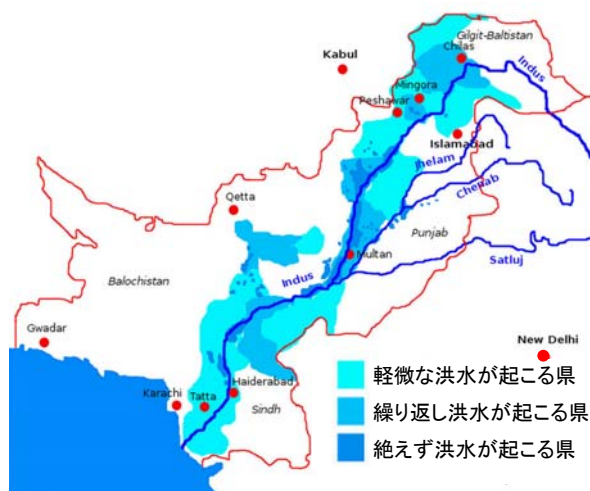 Gilgit-Baltistan
Chilas
Kabul
Indus
Mingora
Peshawar
Islamabad
Jhelam
Chenab
Qetta
Punjab
Multan
Satluj
Indus
Balochistan
Gwadar
New Delhi
Haiderabad
Karachi
Tatta
Sindh
軽微な洪水が起こる県
繰り返し洪水が起こる県
絶えず洪水が起こる県